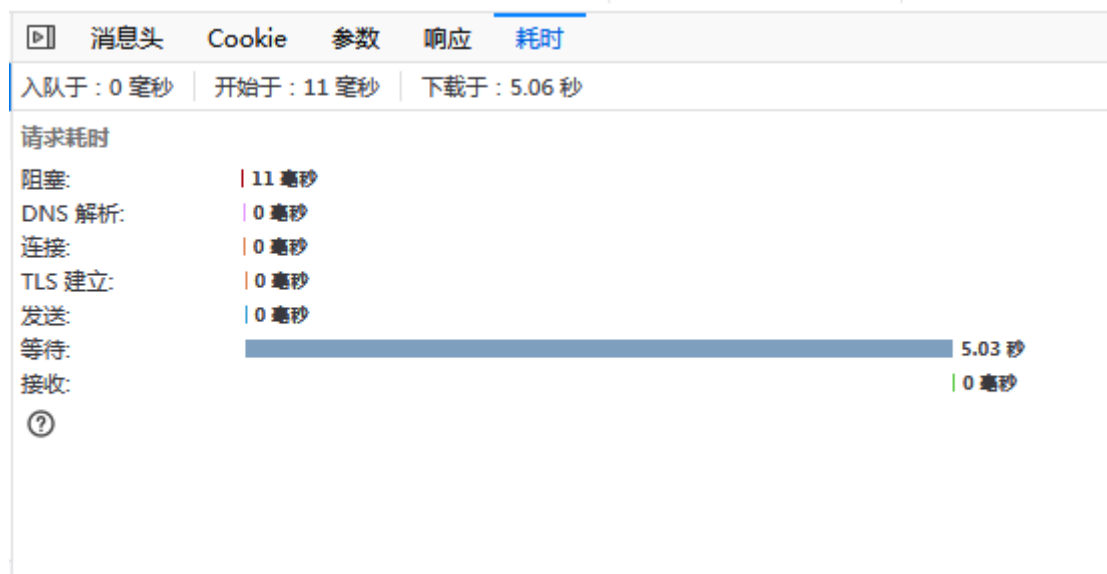 消息头 Cookie 参数 响应 耗时
入队于：0 毫秒 开始于：11 毫秒 下载于：5.06 秒
请求耗时
阻塞: 11 毫秒
DNS 解析: 0 毫秒
连接: 0 毫秒
TLS 建立: 0 毫秒
发送: 0 毫秒
等待: 5.03 秒
接收: 0 毫秒